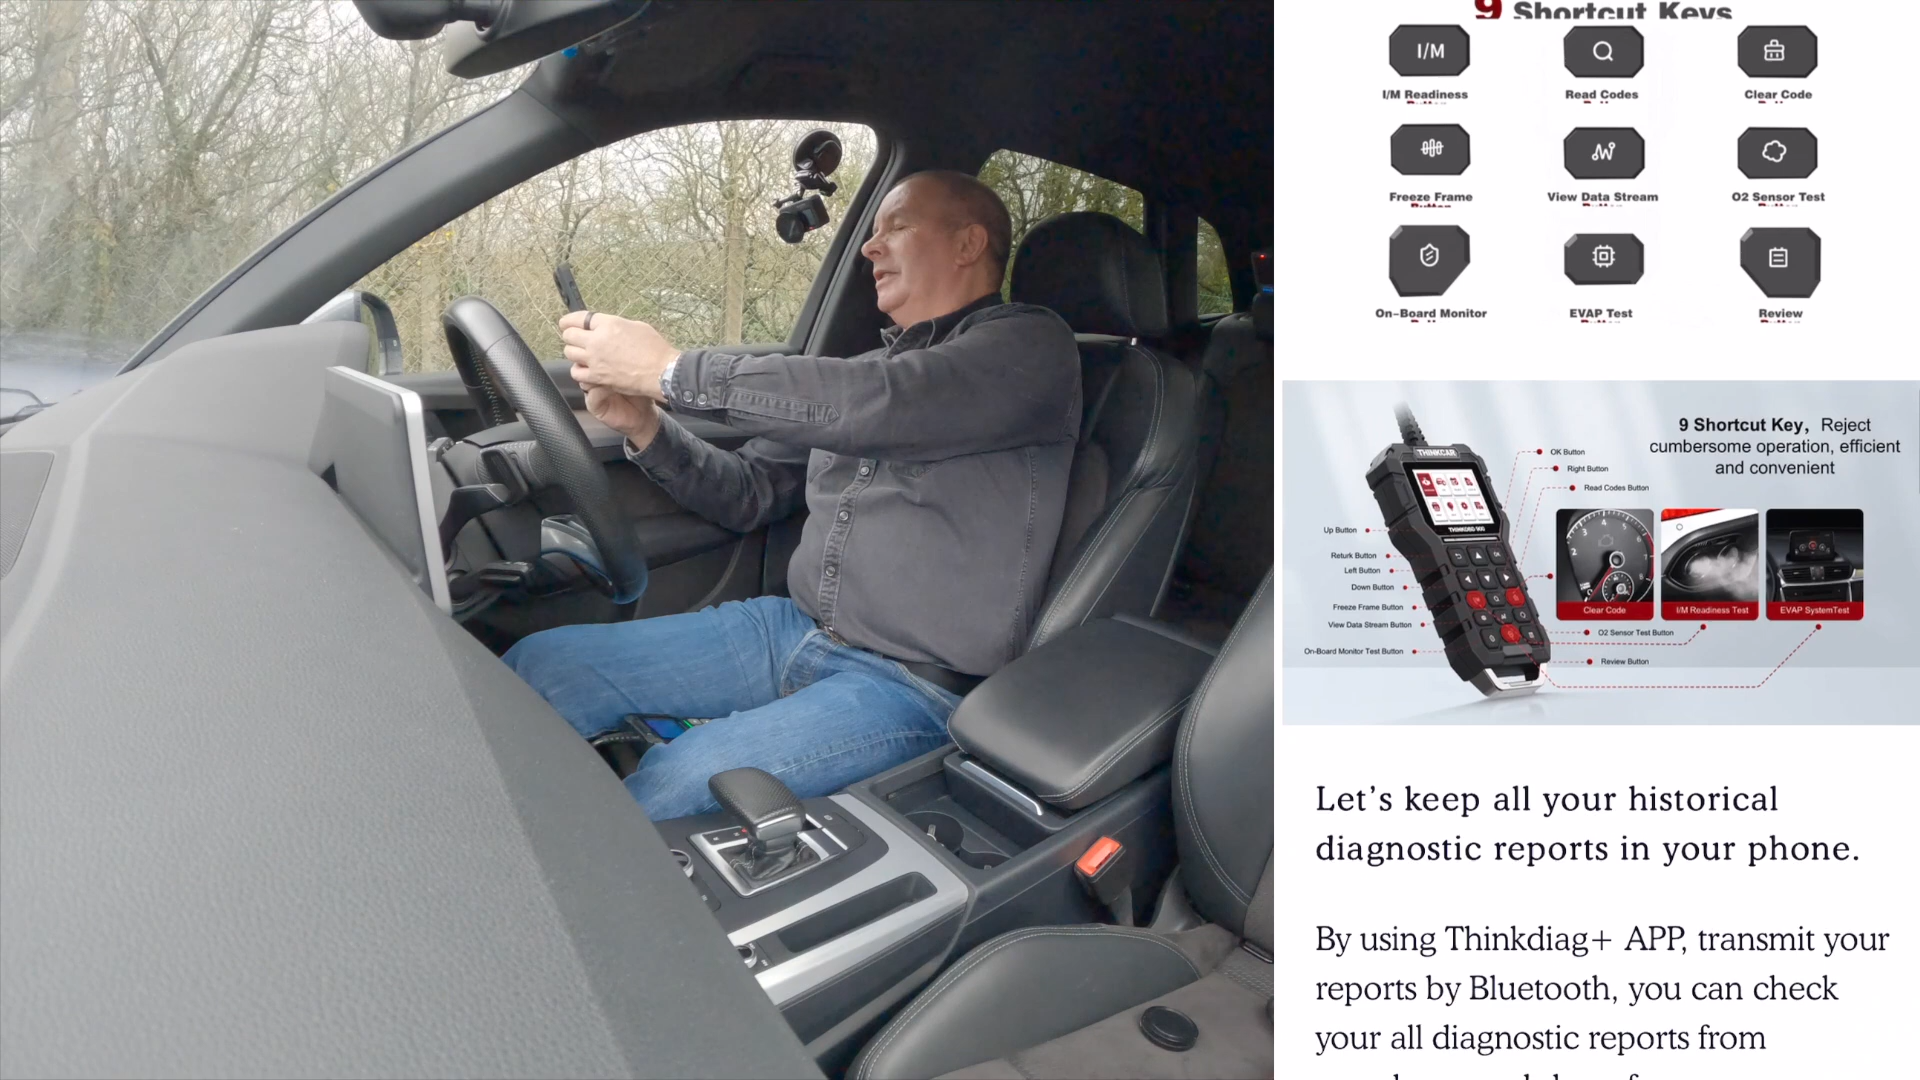 9 Shortcut Keys
I/M
I/M Readiness
Read Codes
Clear Code
Freeze Frame
View Data Stream
O2 Sensor Test
On-Board Monitor
EVAP Test
Review
9 Shortcut Key, Reject
cumbersome operation, efficient
and convenient
THINKCAR
THINKOBD 900
OK Button
Right Button
Read Codes Button
Up Button
Returk Button
Left Button
Down Button
Freeze Frame Button
View Data Stream Button
On-Board Monitor Test Button
Clear Code
I/M Readiness Test
EVAP SystemTest
O2 Sensor Test Button
Review Button
Let's keep all your historical
diagnostic reports in your phone.
By using Thinkdiag+ APP, transmit your
reports by Bluetooth, you can check
your all diagnostic reports from